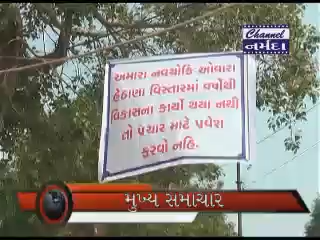 Channel
નર્મદા
અમારા નવચોકિ ઓવારા
હેઠાણા વિસ્તારમાં વર્ષોથી
વિકાસના કાર્યો થયા નથી
તો પ્રચાર માટે પ્રવેશ
કરવો નહિ.
મુખ્ય સમાચાર